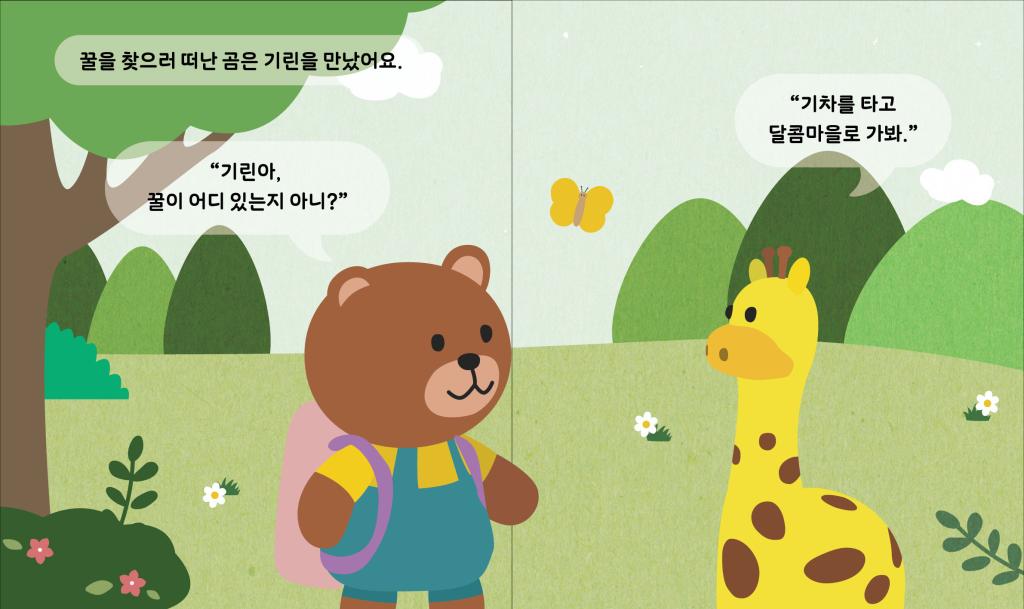 꿀을 찾으러 떠난 곰은 기린을 만났어요.
“기린아,
꿀이 어디 있는지 아니?”
“기차를 타고
달콤마을로 가봐.”